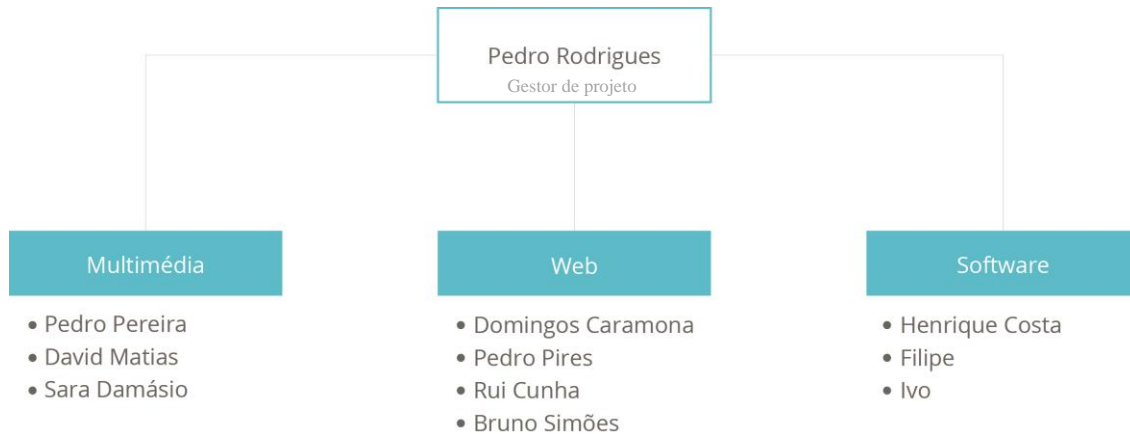 Pedro Rodrigues
Gestor de projeto
Multimédia
• Pedro Pereira
• David Matias
• Sara Damásio
Web
• Domingos Caramona
• Pedro Pires
• Rui Cunha
• Bruno Simões
Software
• Henrique Costa
• Filipe
• Ivo